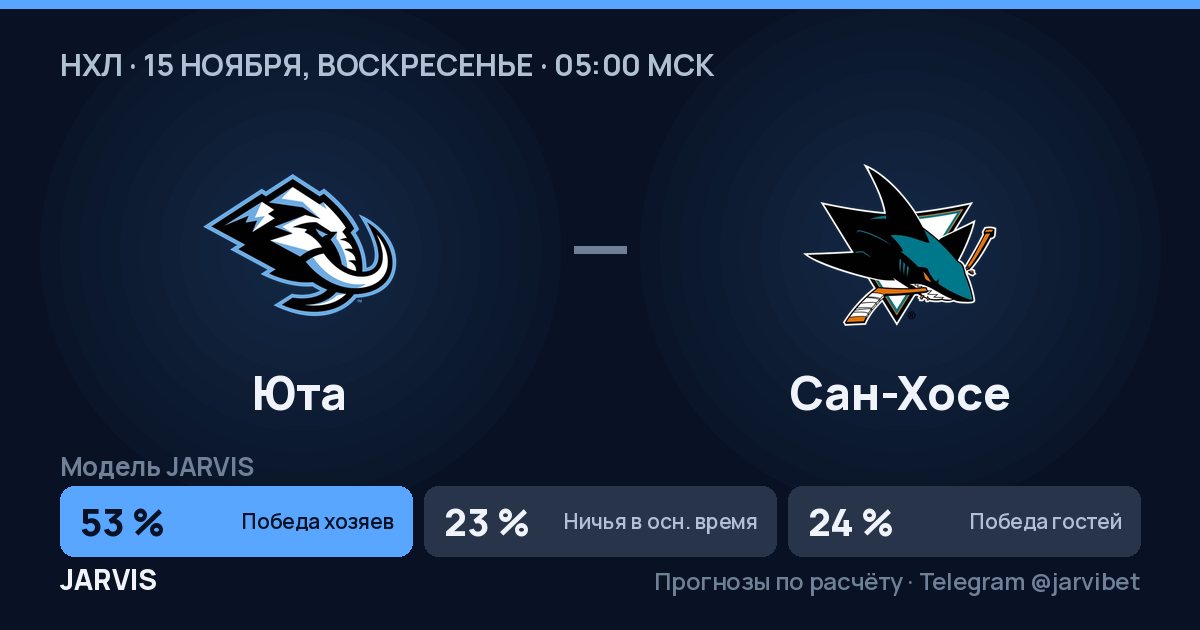 НХЛ · 15 НОЯБРЯ, ВОСКРЕСЕНЬЕ · 05:00 МСК
Юта
Сан-Хосе
Модель JARVIS
53 % Победа хозяев
23 % Ничья в осн. время
24 % Победа гостей
JARVIS
Прогнозы по расчёту · Telegram @jarvibet